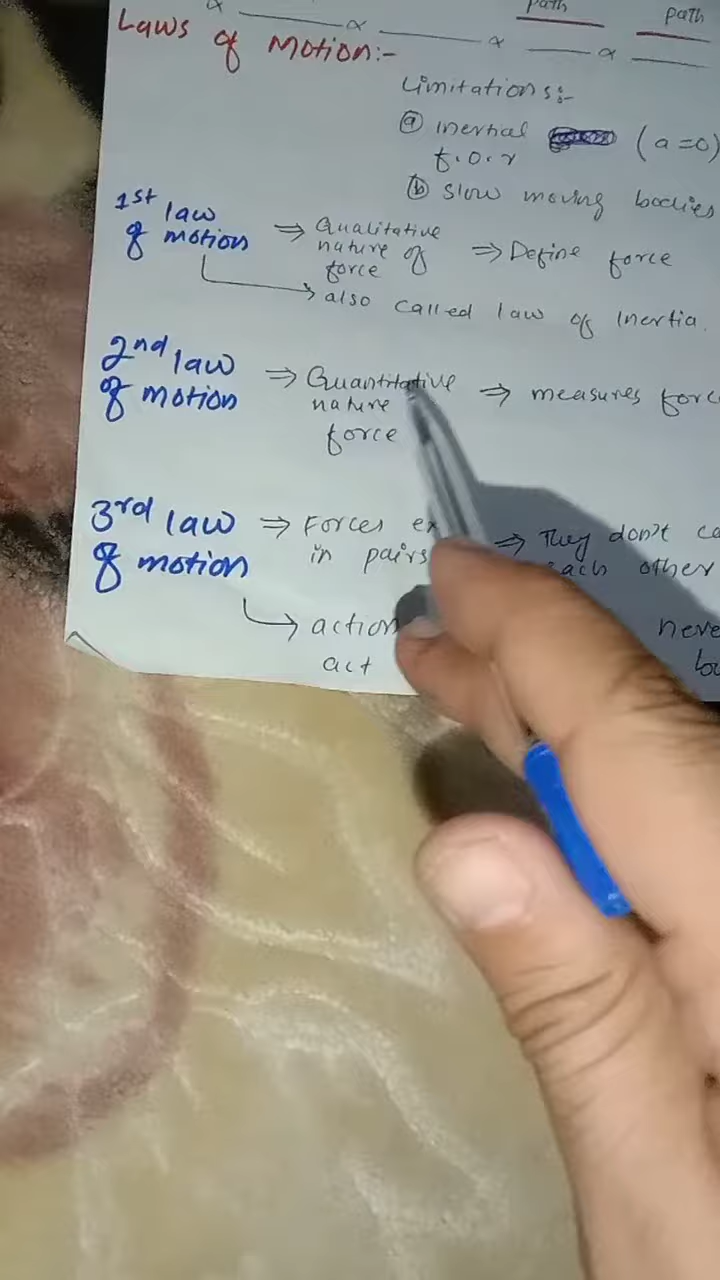 path path
Laws of Motion:-
Limitations:-
(a) inertial (a=0)
f.o.r
(b) slow moving bodies
1st law
of motion ⇒ Qualitative
nature of
force ⇒ Define force
also called law of Inertia.
2nd law
of motion ⇒ Quantitative
nature
force ⇒ measures
3rd law
of motion ⇒ Forces
in pairs ⇒ They don't
each other
action
act